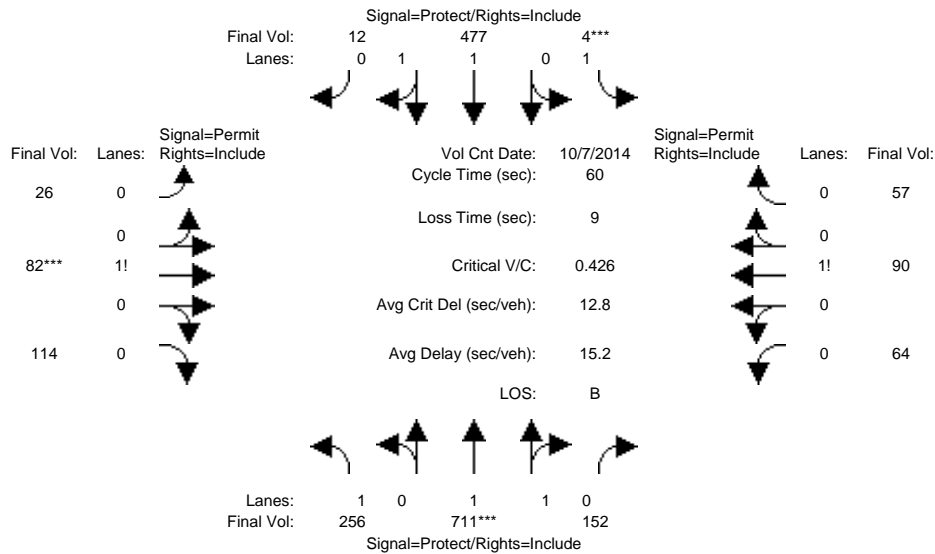 Signal=Protect/Rights=Include
Final Vol: 12 477 4***
Lanes: 0 1 1 0 1
Signal=Permit Signal=Permit
Final Vol: Lanes: Rights=Include Vol Cnt Date: 10/7/2014 Rights=Include Lanes: Final Vol:
Cycle Time (sec): 60
26 0 0 57
Loss Time (sec): 9
0 0
82*** 1! Critical V/C: 0.426 1! 90
0 Avg Crit Del (sec/veh): 12.8 0
114 0 Avg Delay (sec/veh): 15.2 0 64
LOS: B
Lanes: 1 0 1 1 0
Final Vol: 256 711*** 152
Signal=Protect/Rights=Include